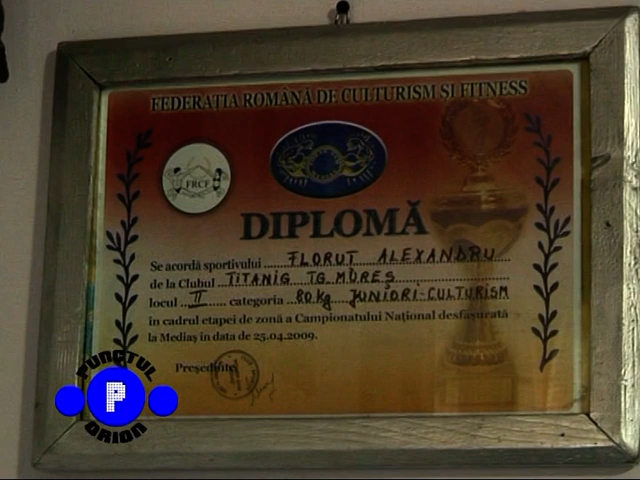 FEDERAȚIA ROMÂNĂ DE CULTURISM ȘI FITNESS
FRCF
DIPLOMĂ
Se acordă sportivului FLORUȚ ALEXANDRU
de la Clubul TITANIG TG. MUREȘ
locul II categoria 80 kg JUNIORI-CULTURISM
în cadrul etapei de zonă a Campionatului Național desfășurată
la Mediaș în data de 25.04.2009.
Președinte,
PUNCTUL
P
ORION